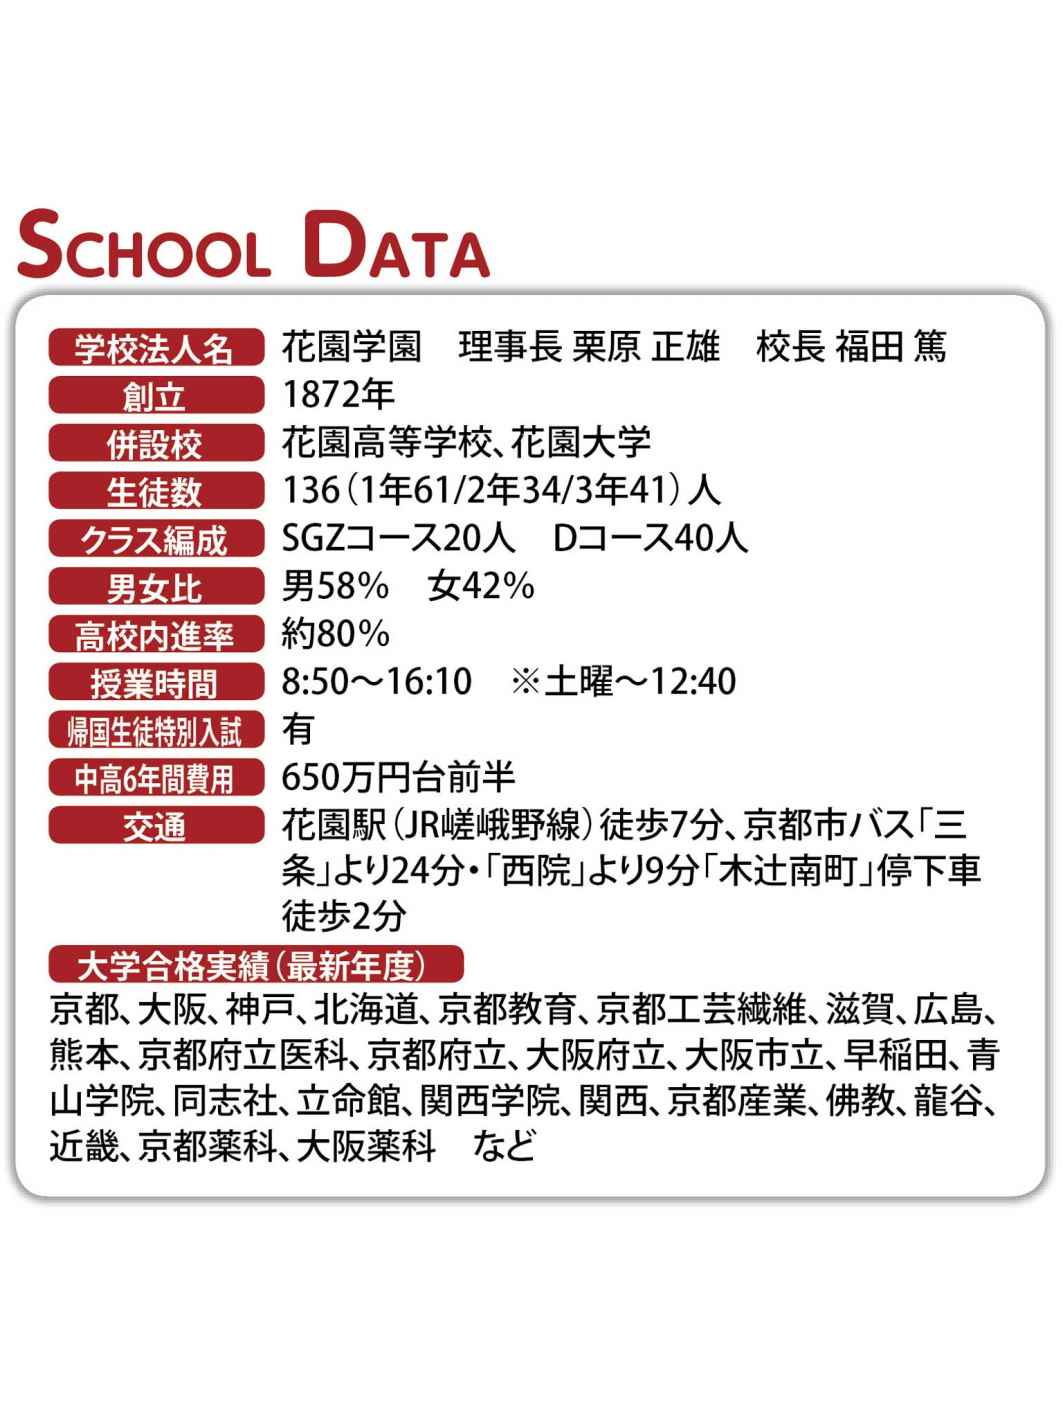 SCHOOL DATA
学校法人名 花園学園　理事長 栗原 正雄　校長 福田 篤
創立 1872年
併設校 花園高等学校、花園大学
生徒数 136（1年61/2年34/3年41）人
クラス編成 SGZコース20人　Dコース40人
男女比 男58%　女42%
高校内進率 約80%
授業時間 8:50〜16:10　※土曜〜12:40
帰国生徒特別入試 有
中高6年間費用 650万円台前半
交通 花園駅（JR嵯峨野線）徒歩7分、京都市バス「三
条」より24分・「西院」より9分「木辻南町」停下車
徒歩2分
大学合格実績（最新年度）
京都、大阪、神戸、北海道、京都教育、京都工芸繊維、滋賀、広島、
熊本、京都府立医科、京都府立、大阪府立、大阪市立、早稲田、青
山学院、同志社、立命館、関西学院、関西、京都産業、佛教、龍谷、
近畿、京都薬科、大阪薬科　など